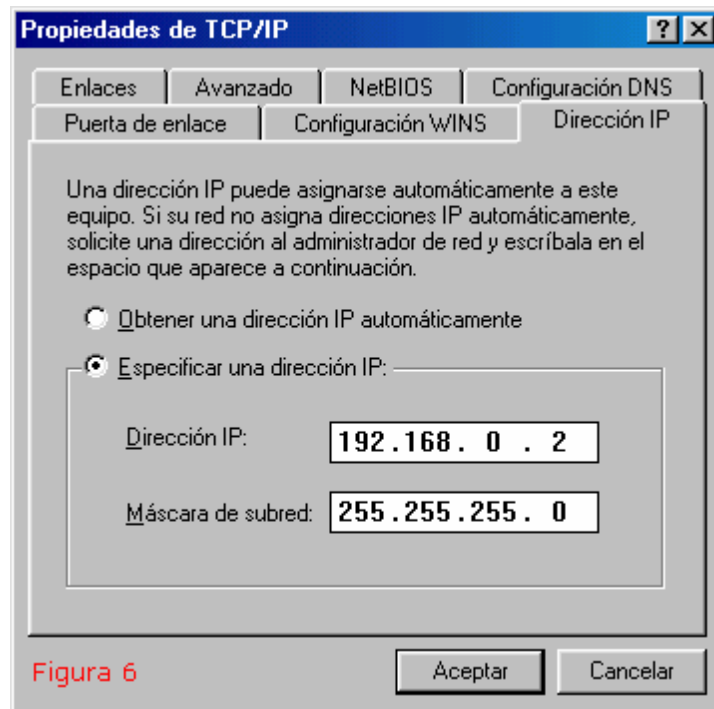 Propiedades de TCP/IP
Enlaces Avanzado NetBIOS Configuración DNS
Puerta de enlace Configuración WINS Dirección IP
Una dirección IP puede asignarse automáticamente a este
equipo. Si su red no asigna direcciones IP automáticamente,
solicite una dirección al administrador de red y escríbala en el
espacio que aparece a continuación.
Obtener una dirección IP automáticamente
Especificar una dirección IP:
Dirección IP: 192.168. 0 . 2
Máscara de subred: 255.255.255. 0
Figura 6 Aceptar Cancelar